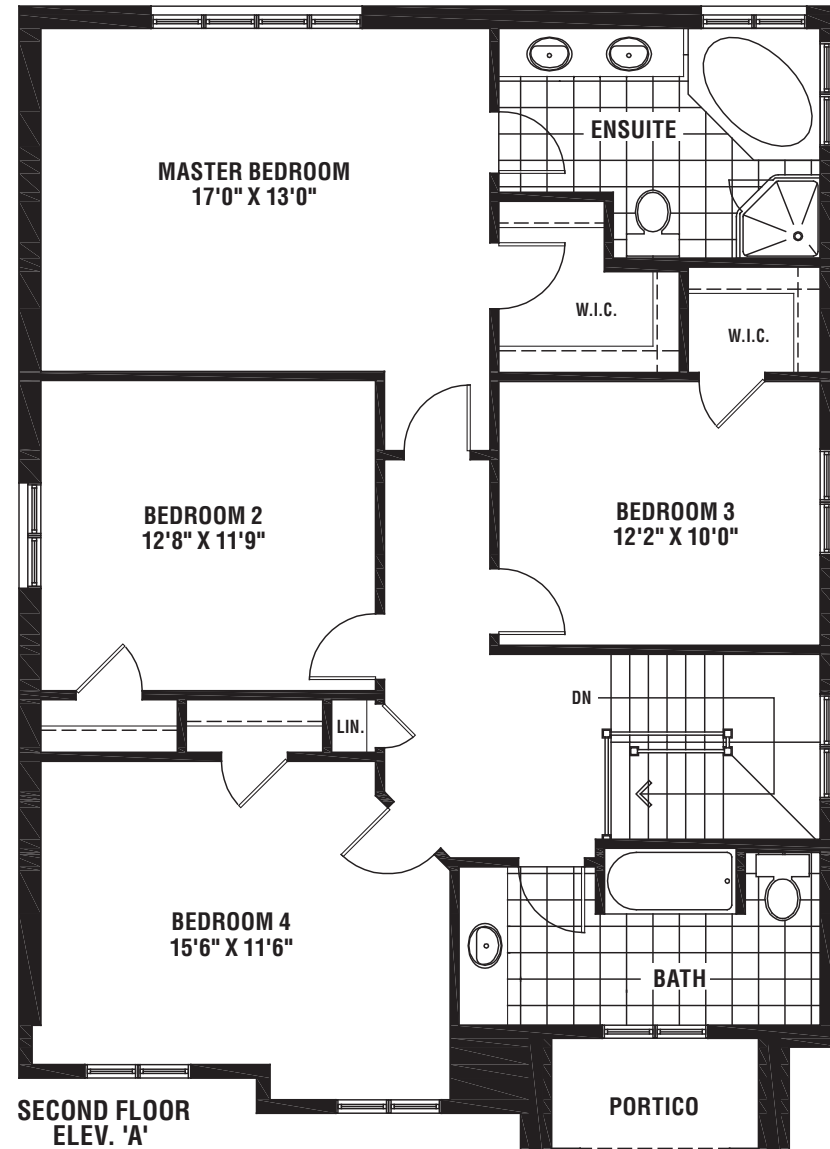 ENSUITE
MASTER BEDROOM
17'0" X 13'0"
W.I.C.
W.I.C.
BEDROOM 2
12'8" X 11'9"
BEDROOM 3
12'2" X 10'0"
DN
LIN.
BEDROOM 4
15'6" X 11'6"
BATH
PORTICO
SECOND FLOOR
ELEV. 'A'